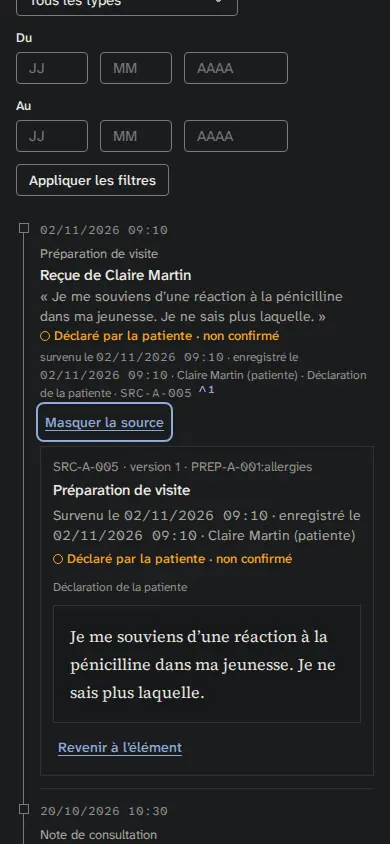 Tous les types
Du
JJ
MM
AAAA
Au
JJ
MM
AAAA
Appliquer les filtres
02/11/2026 09:10
Préparation de visite
Reçue de Claire Martin
« Je me souviens d’une réaction à la pénicilline
dans ma jeunesse. Je ne sais plus laquelle. »
Déclaré par la patiente · non confirmé
survenu le 02/11/2026 09:10 · enregistré le
02/11/2026 09:10 · Claire Martin (patiente) · Déclaration
de la patiente · SRC-A-005 ^1
Masquer la source
SRC-A-005 · version 1 · PREP-A-001:allergies
Préparation de visite
Survenu le 02/11/2026 09:10 · enregistré le
02/11/2026 09:10 · Claire Martin (patiente)
Déclaré par la patiente · non confirmé
Déclaration de la patiente
Je me souviens d’une réaction à la
pénicilline dans ma jeunesse. Je ne
sais plus laquelle.
Revenir à l’élément
20/10/2026 10:30
Note de consultation